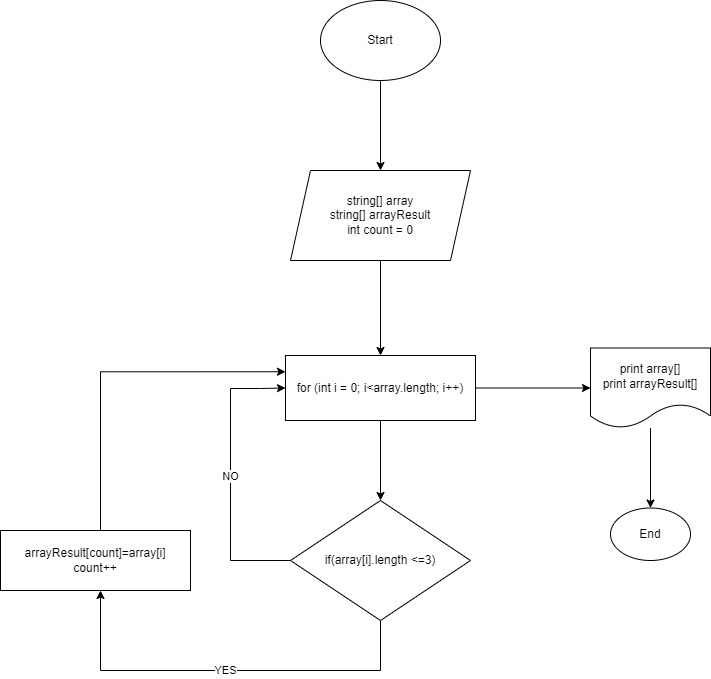 Start
string[] array
string[] arrayResult
int count = 0
for (int i = 0; i<array.length; i++)
print array[]
print arrayResult[]
NO
End
arrayResult[count]=array[i]
count++
if(array[i].length <=3)
YES